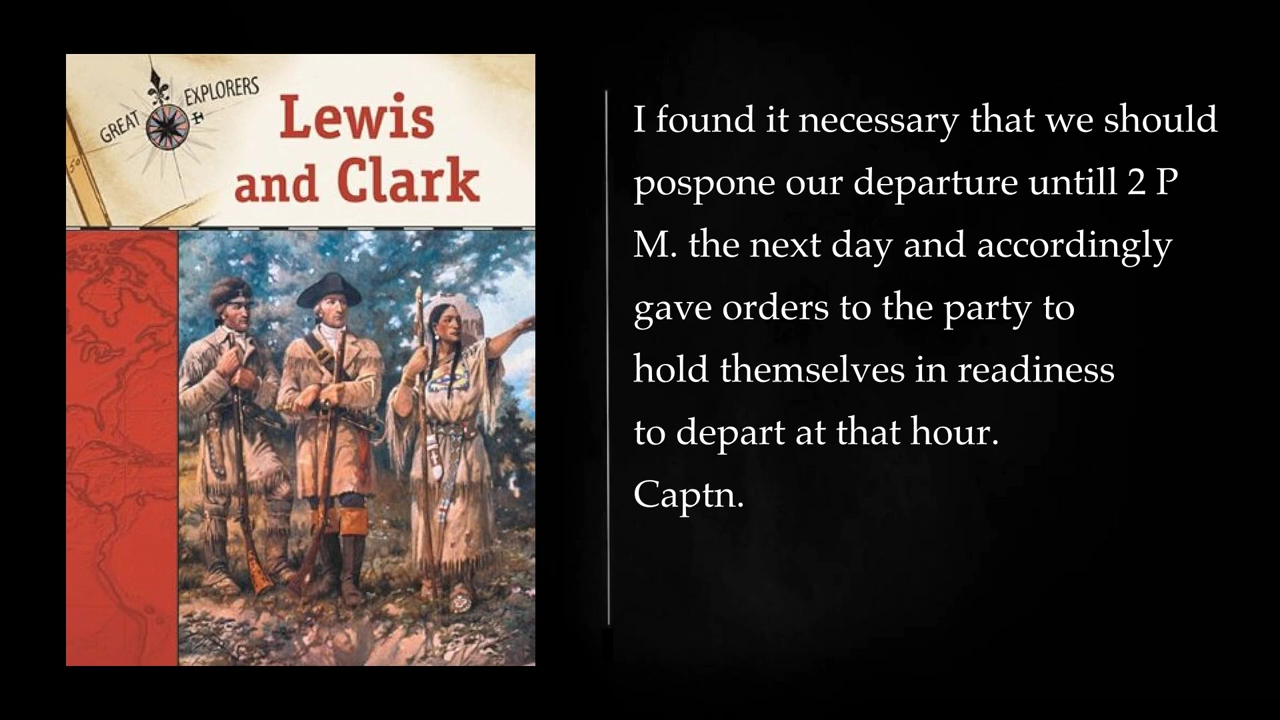 GREAT EXPLORERS
Lewis
and Clark
50
I found it necessary that we should
pospone our departure untill 2 P
M. the next day and accordingly
gave orders to the party to
hold themselves in readiness
to depart at that hour.
Captn.